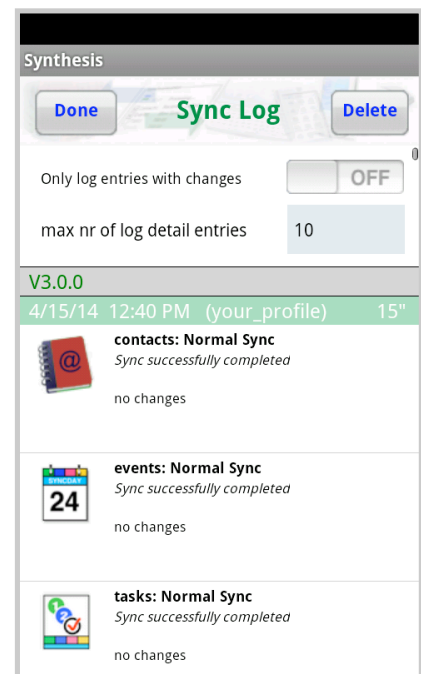 Synthesis
Done Sync Log Delete
Only log entries with changes OFF
max nr of log detail entries 10
V3.0.0
4/15/14 12:40 PM (your_profile) 15"
@
contacts: Normal Sync
Sync successfully completed
no changes
events: Normal Sync
SYNCDAY
24
Sync successfully completed
no changes
tasks: Normal Sync
1
2
Sync successfully completed
no changes